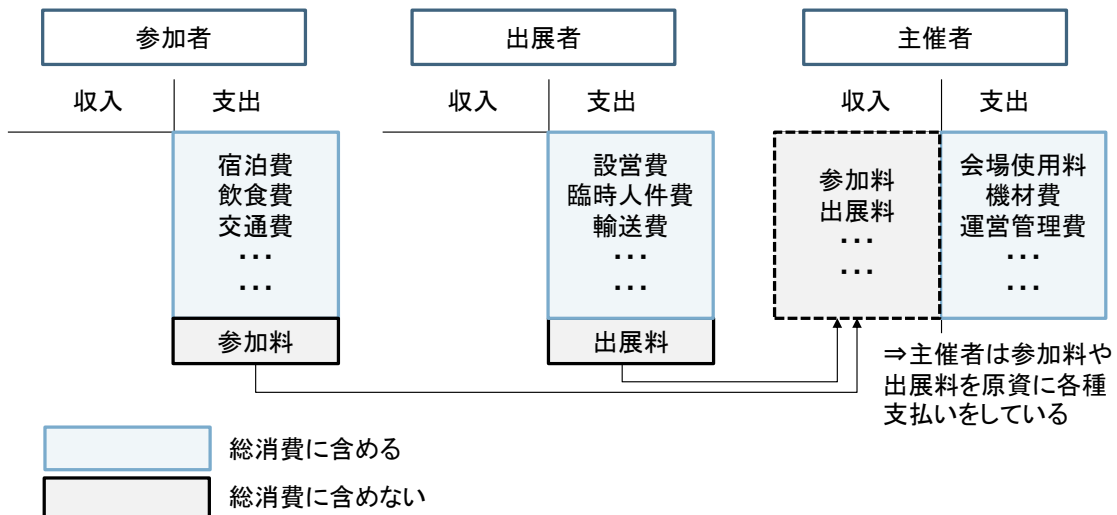 参加者
収入
支出
宿泊費
飲食費
交通費
・・・
・・・
参加料
出展者
収入
支出
設営費
臨時人件費
輸送費
・・・
・・・
出展料
主催者
収入
支出
参加料
出展料
・・・
・・・
会場使用料
機材費
運営管理費
・・・
・・・
⇒主催者は参加料や
出展料を原資に各種
支払いをしている
総消費に含める
総消費に含めない